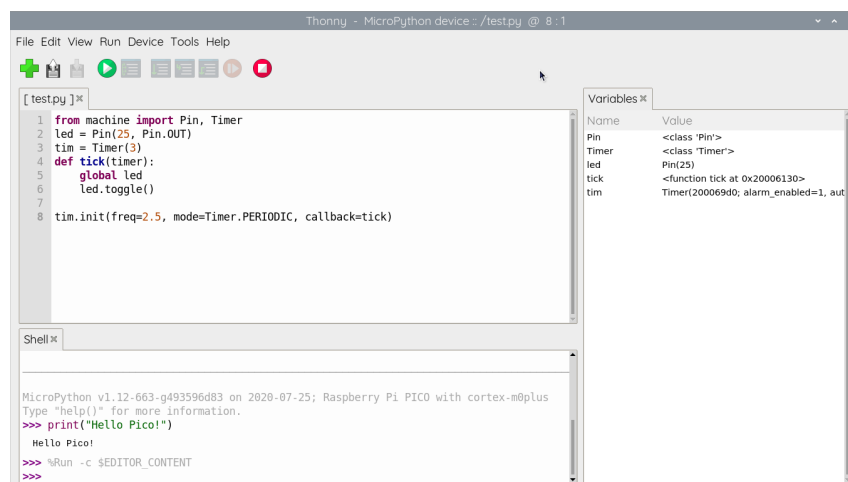 Thonny - MicroPython device :: /test.py @ 8 : 1
File Edit View Run Device Tools Help
[ test.py ]
1 from machine import Pin, Timer
2 led = Pin(25, Pin.OUT)
3 tim = Timer(3)
4 def tick(timer):
5     global led
6     led.toggle()
7
8 tim.init(freq=2.5, mode=Timer.PERIODIC, callback=tick)
Shell
MicroPython v1.12-663-g493596d83 on 2020-07-25; Raspberry Pi PICO with cortex-m0plus
Type "help()" for more information.
>>> print("Hello Pico!")
Hello Pico!
>>> %Run -c $EDITOR_CONTENT
>>>
Variables
Name Value
Pin <class 'Pin'>
Timer <class 'Timer'>
led Pin(25)
tick <function tick at 0x20006130>
tim Timer(200069d0; alarm_enabled=1, aut